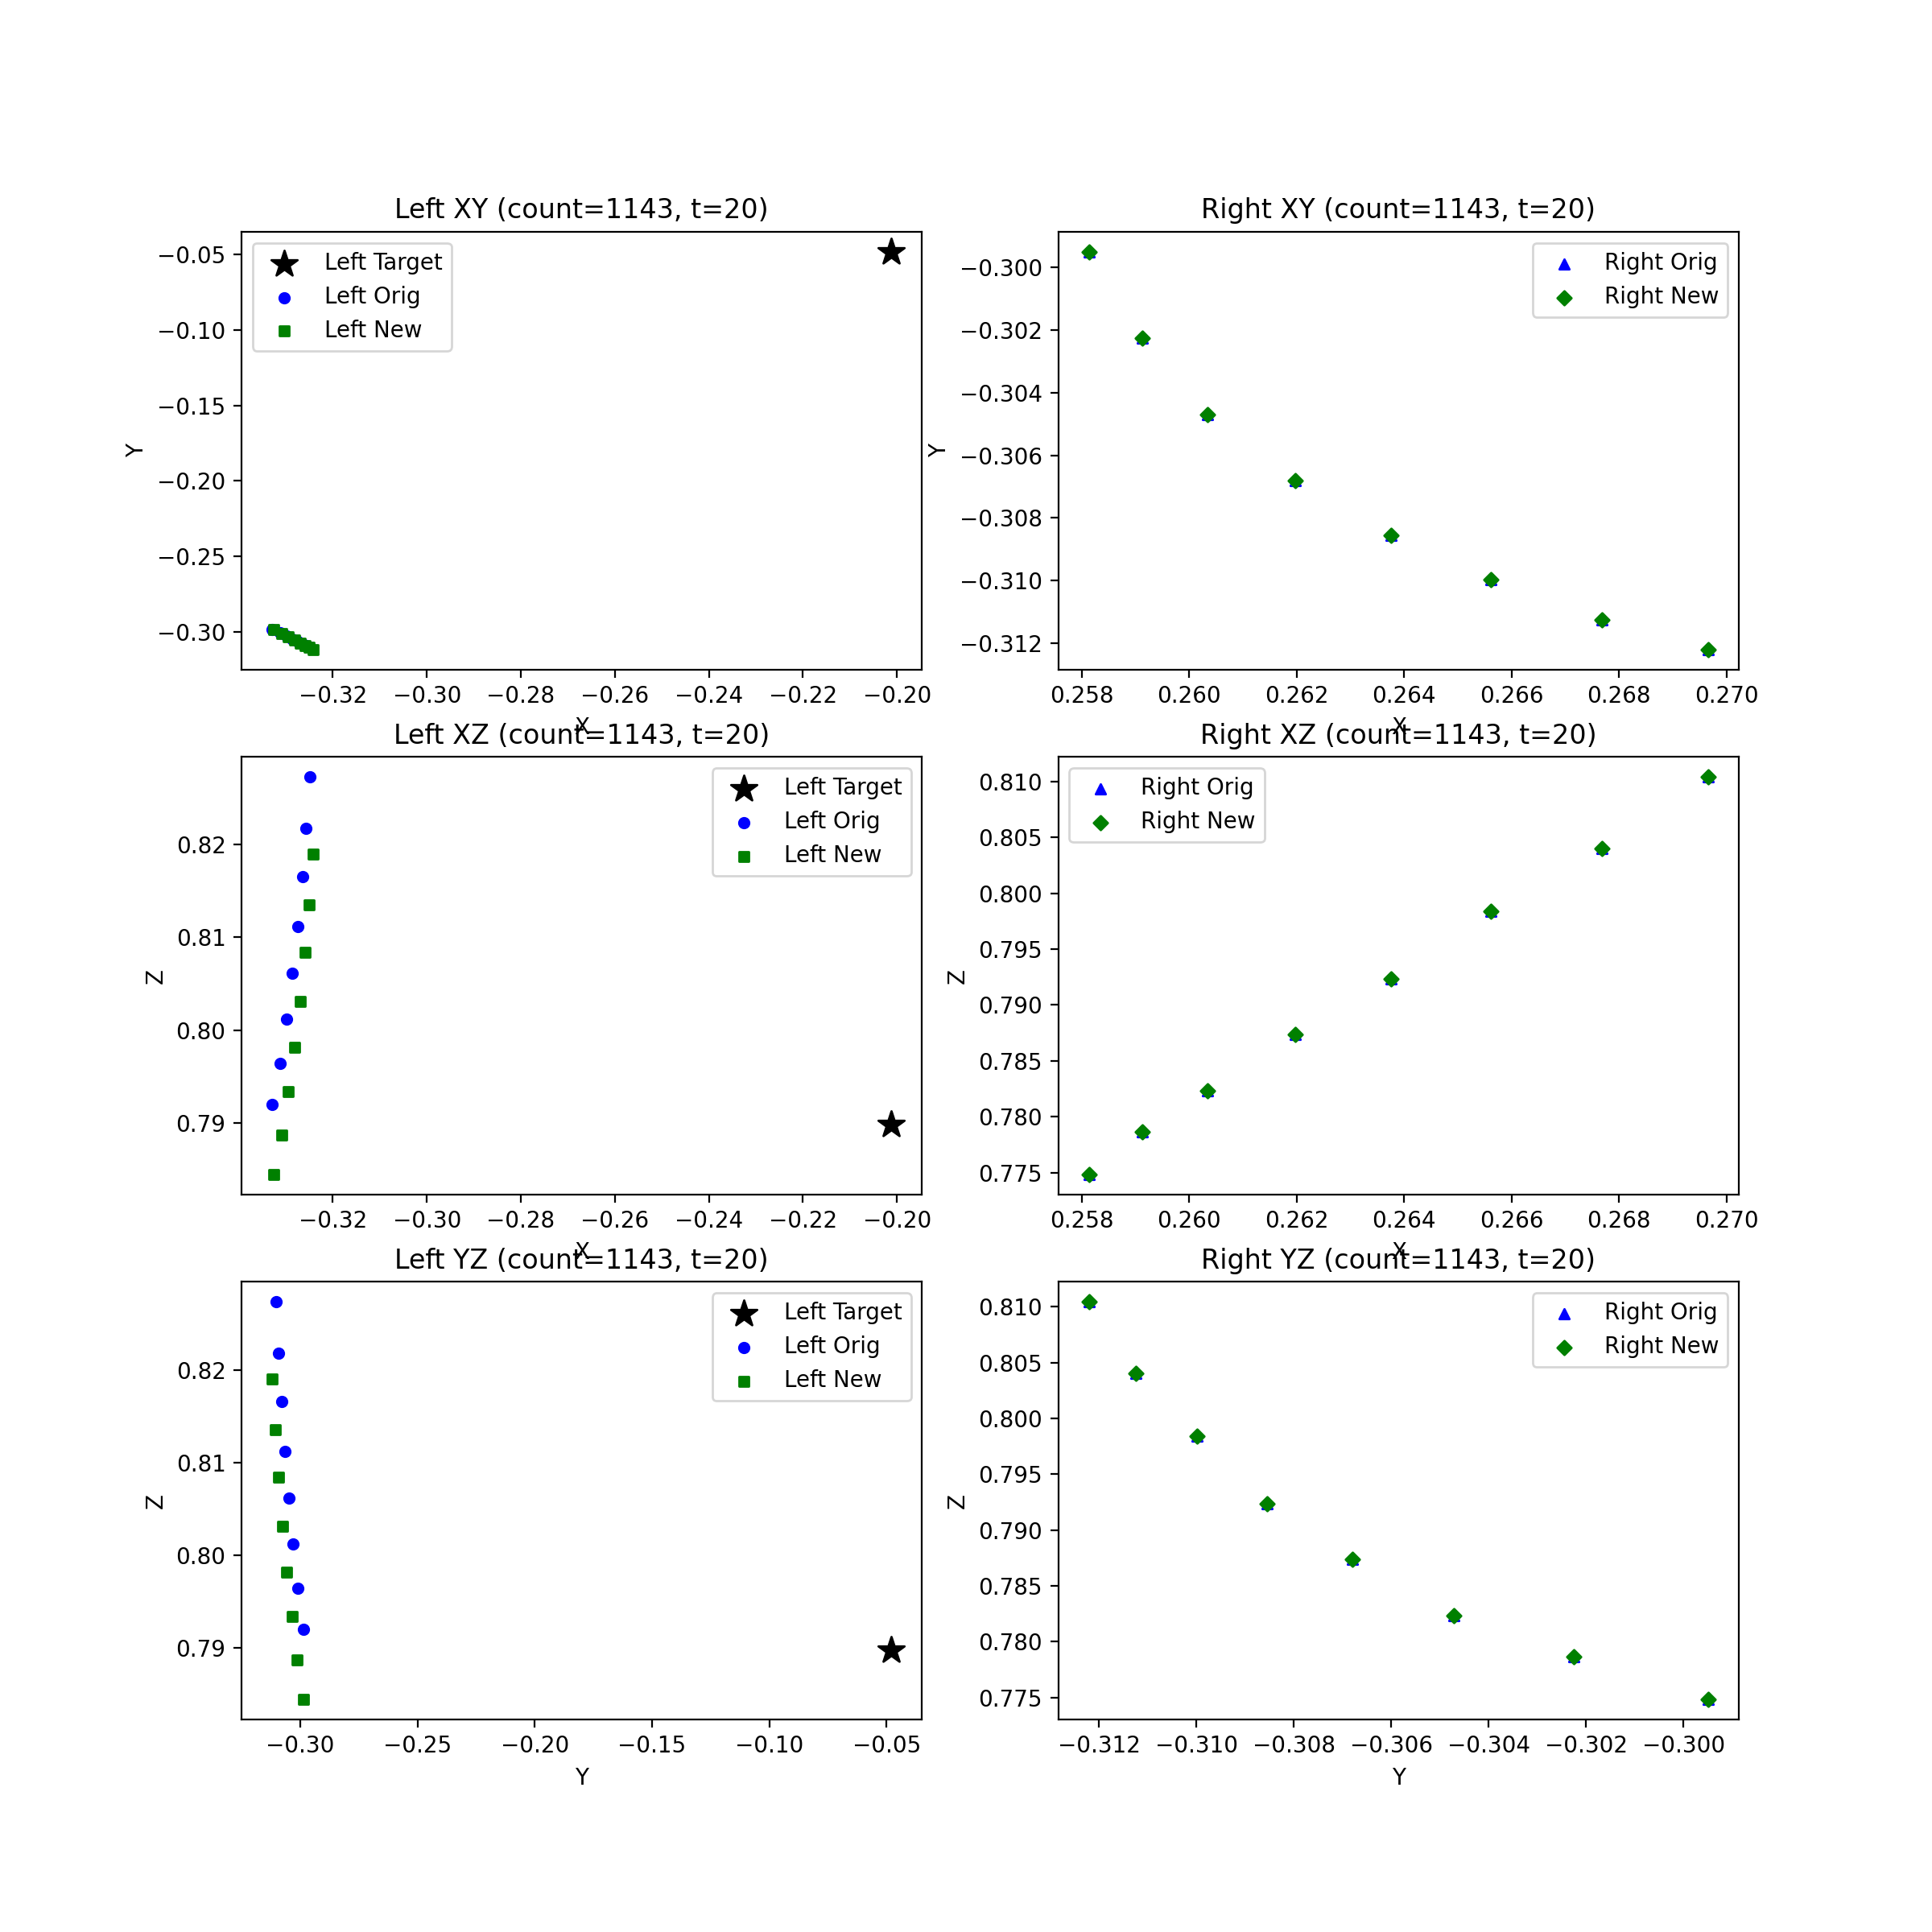 Left XY (count=1143, t=20)
Right XY (count=1143, t=20)
−0.05
−0.10
−0.15
−0.20
−0.25
−0.30
Y
Left Target
Left Orig
Left New
−0.32
−0.30
−0.28
−0.26
−0.24
−0.22
−0.20
X
−0.300
−0.302
−0.304
−0.306
−0.308
−0.310
−0.312
Y
Right Orig
Right New
0.258
0.260
0.262
0.264
0.266
0.268
0.270
X
Left XZ (count=1143, t=20)
Right XZ (count=1143, t=20)
0.82
0.81
0.80
0.79
Z
Left Target
Left Orig
Left New
−0.32
−0.30
−0.28
−0.26
−0.24
−0.22
−0.20
X
0.810
0.805
0.800
0.795
0.790
0.785
0.780
0.775
Z
Right Orig
Right New
0.258
0.260
0.262
0.264
0.266
0.268
0.270
X
Left YZ (count=1143, t=20)
Right YZ (count=1143, t=20)
0.82
0.81
0.80
0.79
Z
Left Target
Left Orig
Left New
−0.30
−0.25
−0.20
−0.15
−0.10
−0.05
Y
0.810
0.805
0.800
0.795
0.790
0.785
0.780
0.775
Z
Right Orig
Right New
−0.312
−0.310
−0.308
−0.306
−0.304
−0.302
−0.300
Y